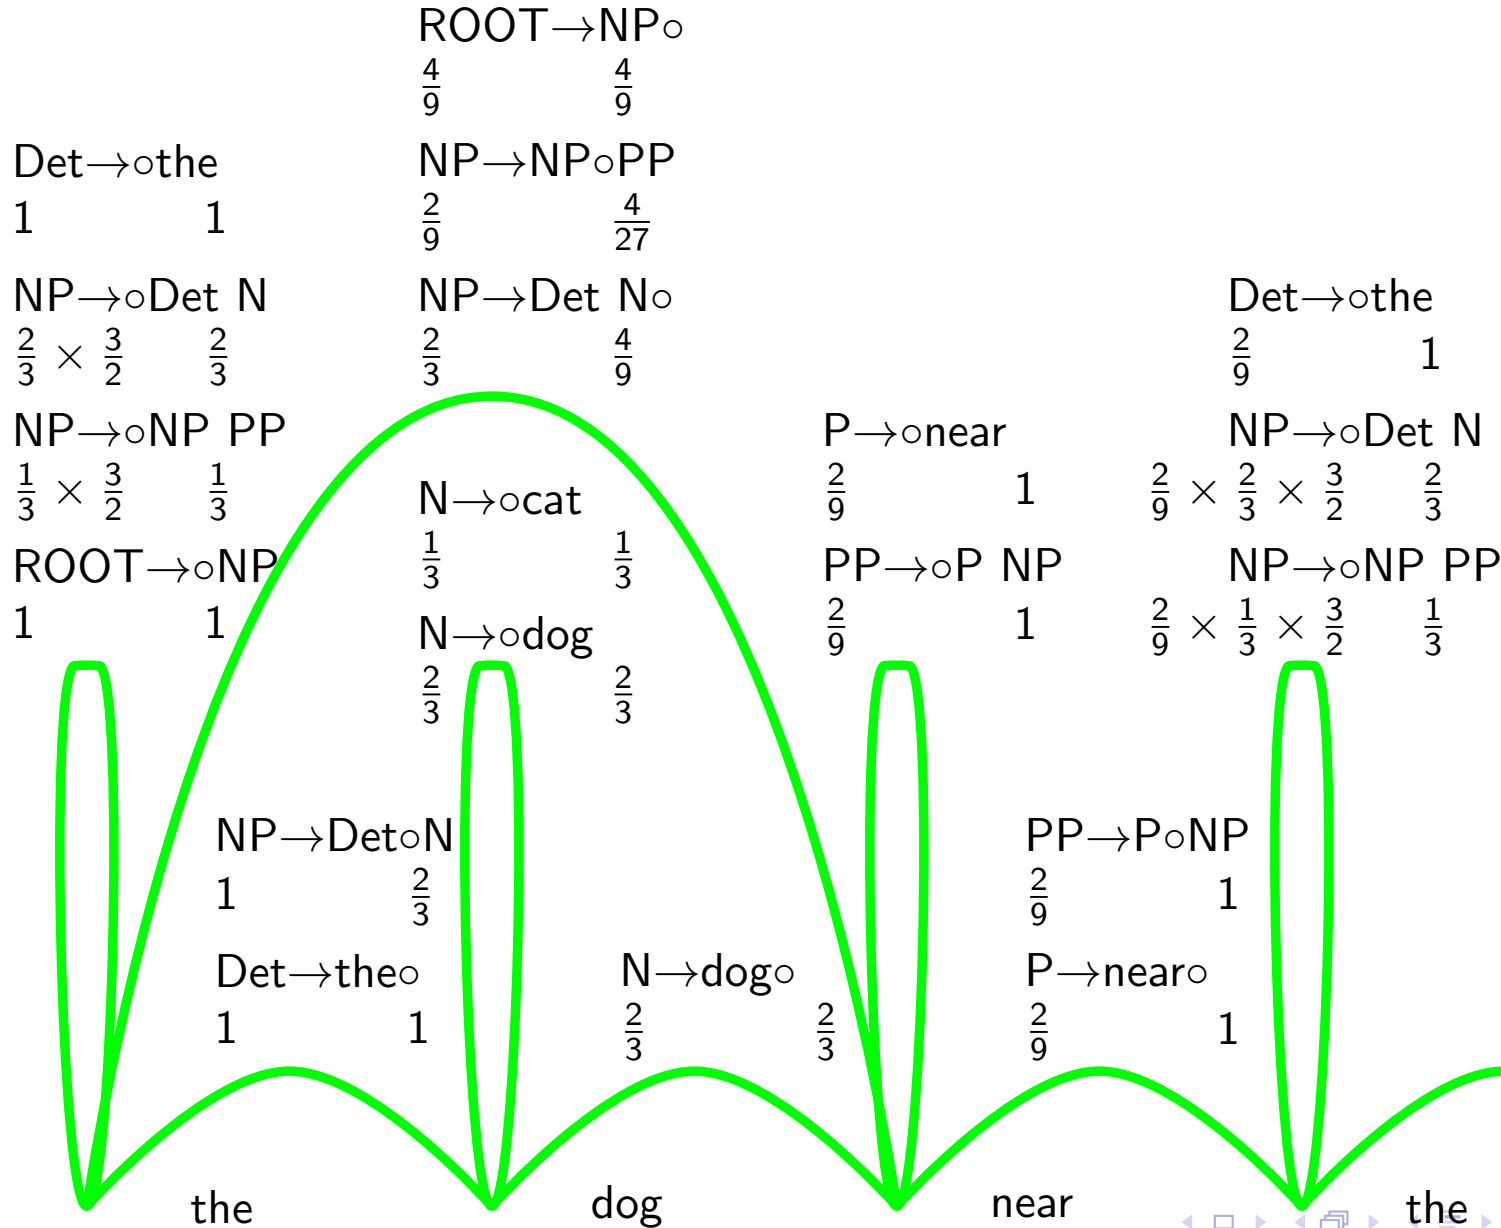 ROOT→NP∘
4/9 4/9
Det→∘the
1 1
NP→NP∘PP
2/9 4/27
NP→∘Det N
2/3 × 3/2 2/3
NP→Det N∘
2/3 4/9
Det→∘the
2/9 1
NP→∘NP PP
1/3 × 3/2 1/3
N→∘cat
1/3 1/3
P→∘near
2/9 1
NP→∘Det N
2/9 × 2/3 × 3/2 2/3
ROOT→∘NP
1 1
N→∘dog
2/3 2/3
PP→∘P NP
2/9 1
NP→∘NP PP
2/9 × 1/3 × 3/2 1/3
NP→Det∘N
1 2/3
PP→P∘NP
2/9 1
Det→the∘
1 1
N→dog∘
2/3 2/3
P→near∘
2/9 1
the dog near the